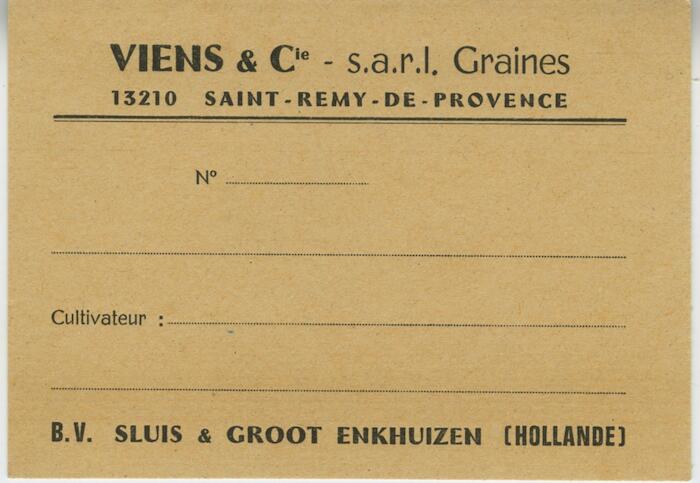 VIENS & Cie - s.a.r.l. Graines
13210 SAINT-REMY-DE-PROVENCE
N°
Cultivateur :
B.V. SLUIS & GROOT ENKHUIZEN (HOLLANDE)